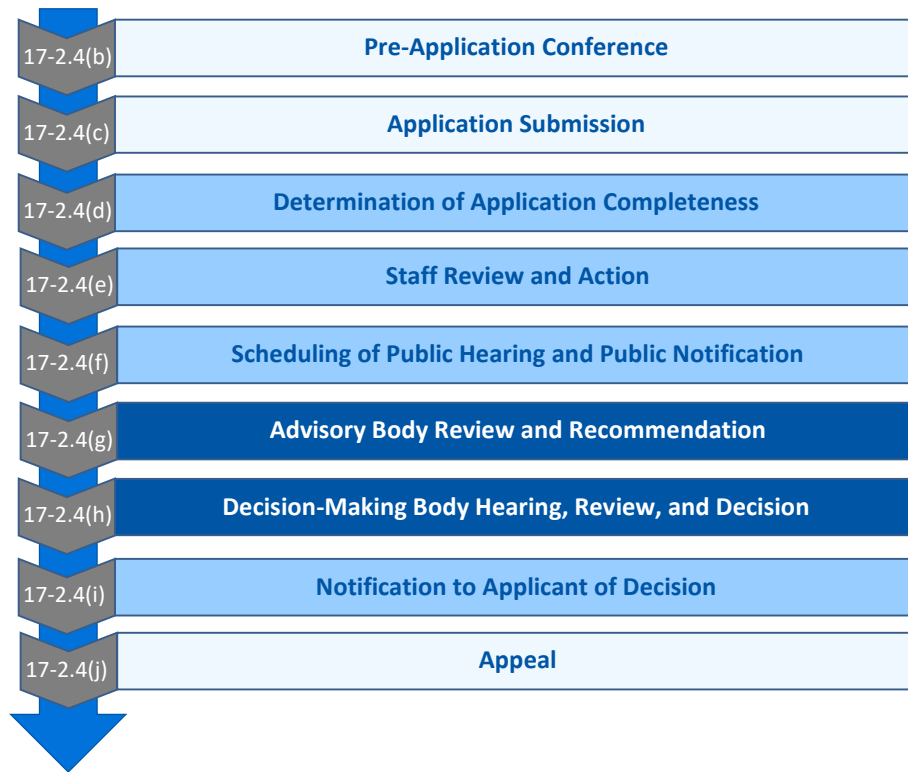 17-2.4(b) Pre-Application Conference
17-2.4(c) Application Submission
17-2.4(d) Determination of Application Completeness
17-2.4(e) Staff Review and Action
17-2.4(f) Scheduling of Public Hearing and Public Notification
17-2.4(g) Advisory Body Review and Recommendation
17-2.4(h) Decision-Making Body Hearing, Review, and Decision
17-2.4(i) Notification to Applicant of Decision
17-2.4(j) Appeal